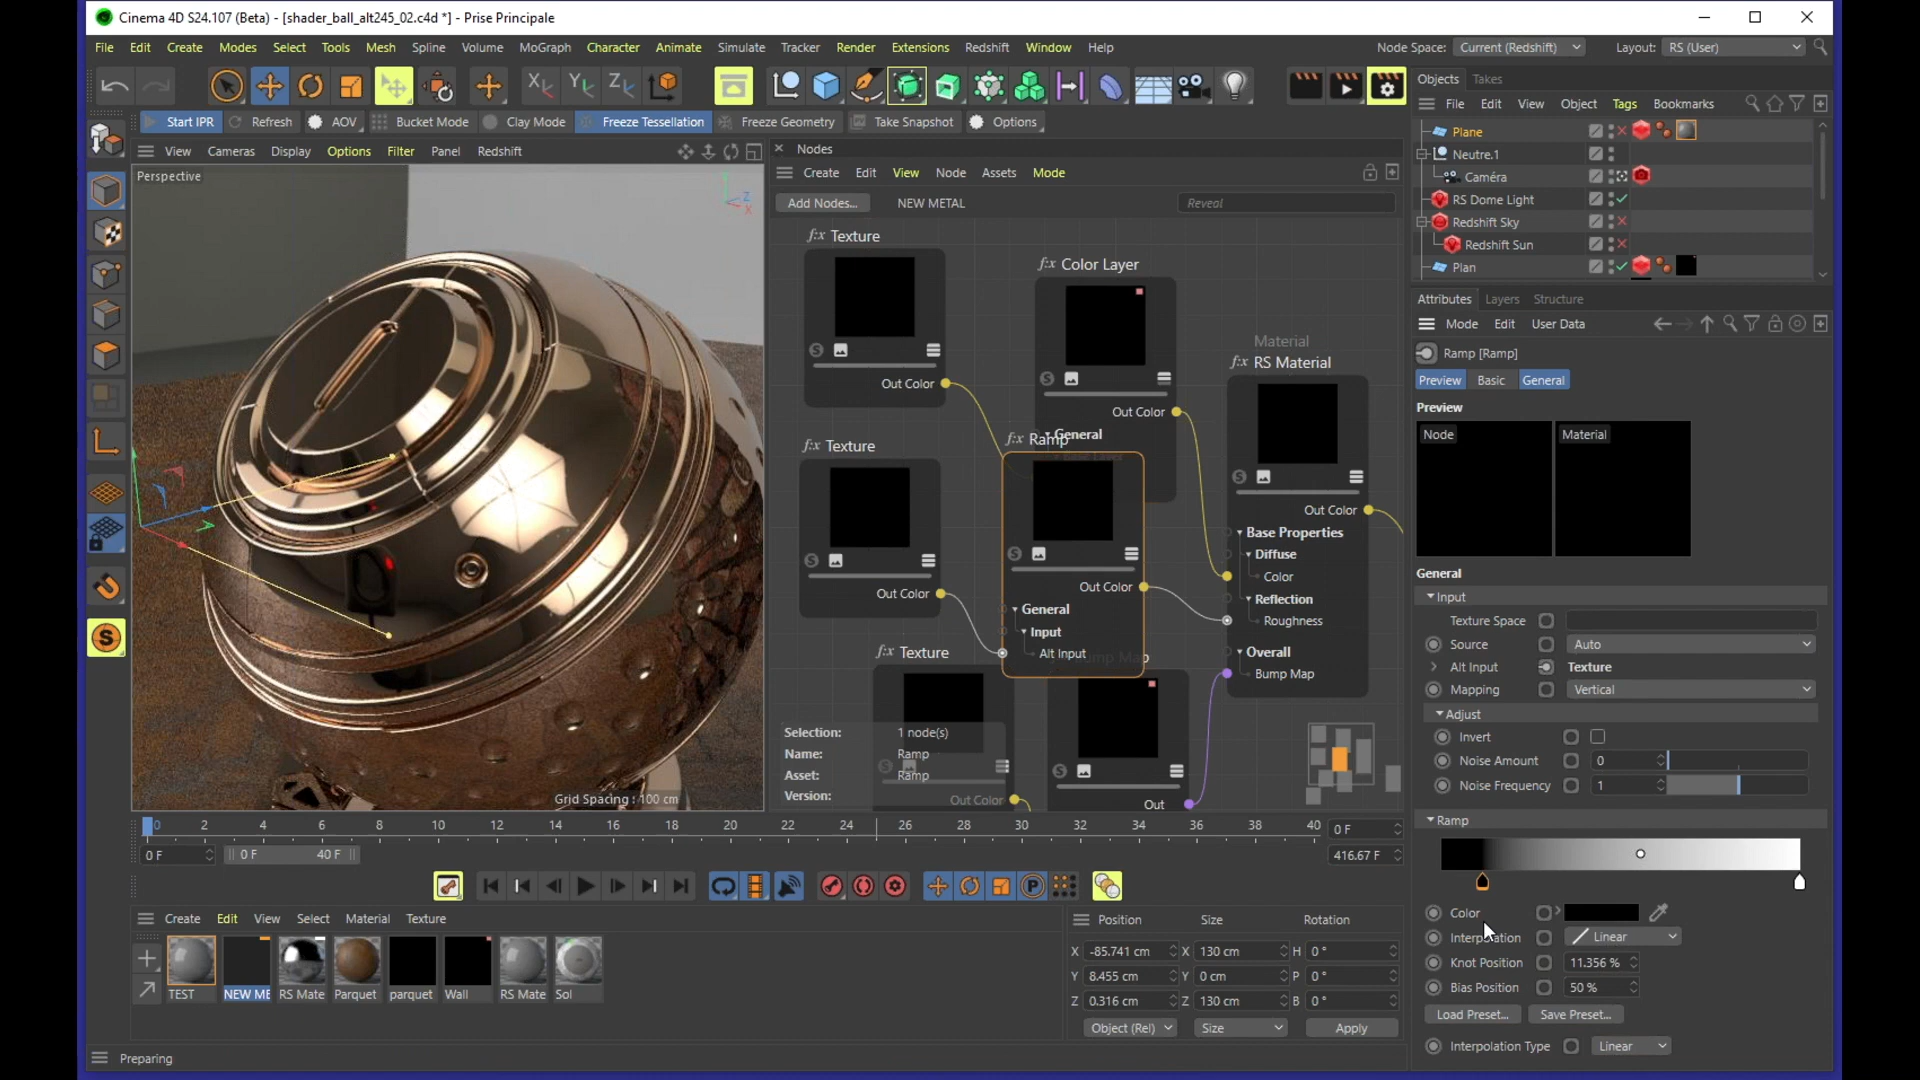 Cinema 4D S24.107 (Beta) - [shader_ball_alt245_02.c4d *] - Prise Principale
File Edit Create Modes Select Tools Mesh Spline Volume MoGraph Character Animate Simulate Tracker Render Extensions Redshift Window Help
Node Space: Current (Redshift) Layout: RS (User)
Start IPR Refresh AOV Bucket Mode Clay Mode Freeze Tessellation Freeze Geometry Take Snapshot Options
View Cameras Display Options Filter Panel Redshift
Perspective
Grid Spacing : 100 cm
Nodes
Create Edit View Node Assets Mode
Add Nodes... NEW METAL Reveal
Texture
Out Color
Color Layer
Out Color
General
Texture
Out Color
Ramp
Out Color
General
Input
Alt Input
Material
RS Material
Out Color
Base Properties
Diffuse
Color
Reflection
Roughness
Overall
Bump Map
Texture
Out Color
Out
Selection: 1 node(s)
Name: Ramp
Asset: Ramp
Version:
Objects Takes
File Edit View Object Tags Bookmarks
Plane
Neutre.1
Caméra
RS Dome Light
Redshift Sky
Redshift Sun
Plan
Attributes Layers Structure
Mode Edit User Data
Ramp [Ramp]
Preview Basic General
Preview
Node Material
General
Input
Texture Space
Source Auto
Alt Input Texture
Mapping Vertical
Adjust
Invert
Noise Amount 0
Noise Frequency 1
Ramp
Color
Interpolation Linear
Knot Position 11.356 %
Bias Position 50 %
Load Preset... Save Preset...
Interpolation Type Linear
0 2 4 6 8 10 12 14 16 18 20 22 24 26 28 30 32 34 36 38 40 0 F
0 F 0 F 40 F 416.67 F
Create Edit View Select Material Texture
TEST NEW ME RS Mate Parquet parquet Wall RS Mate Sol
Position Size Rotation
X -85.741 cm X 130 cm H 0 °
Y 8.455 cm Y 0 cm P 0 °
Z 0.316 cm Z 130 cm B 0 °
Object (Rel) Size Apply
Preparing